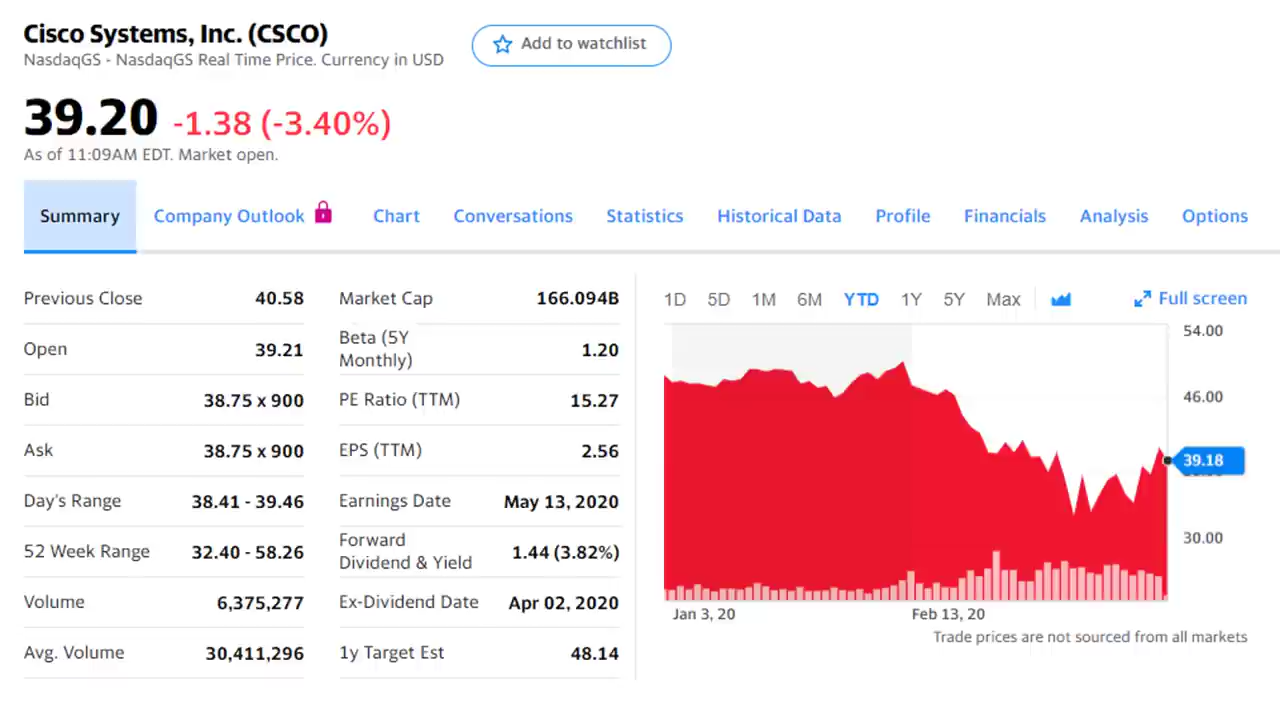 Cisco Systems, Inc. (CSCO)
Add to watchlist
NasdaqGS - NasdaqGS Real Time Price. Currency in USD
39.20 -1.38 (-3.40%)
As of 11:09AM EDT. Market open.
Summary Company Outlook Chart Conversations Statistics Historical Data Profile Financials Analysis Options
Previous Close 40.58
Open 39.21
Bid 38.75 x 900
Ask 38.75 x 900
Day's Range 38.41 - 39.46
52 Week Range 32.40 - 58.26
Volume 6,375,277
Avg. Volume 30,411,296
Market Cap 166.094B
Beta (5Y
Monthly) 1.20
PE Ratio (TTM) 15.27
EPS (TTM) 2.56
Earnings Date May 13, 2020
Forward
Dividend & Yield 1.44 (3.82%)
Ex-Dividend Date Apr 02, 2020
1y Target Est 48.14
1D 5D 1M 6M YTD 1Y 5Y Max Full screen
54.00
46.00
39.18
30.00
Jan 3, 20 Feb 13, 20
Trade prices are not sourced from all markets